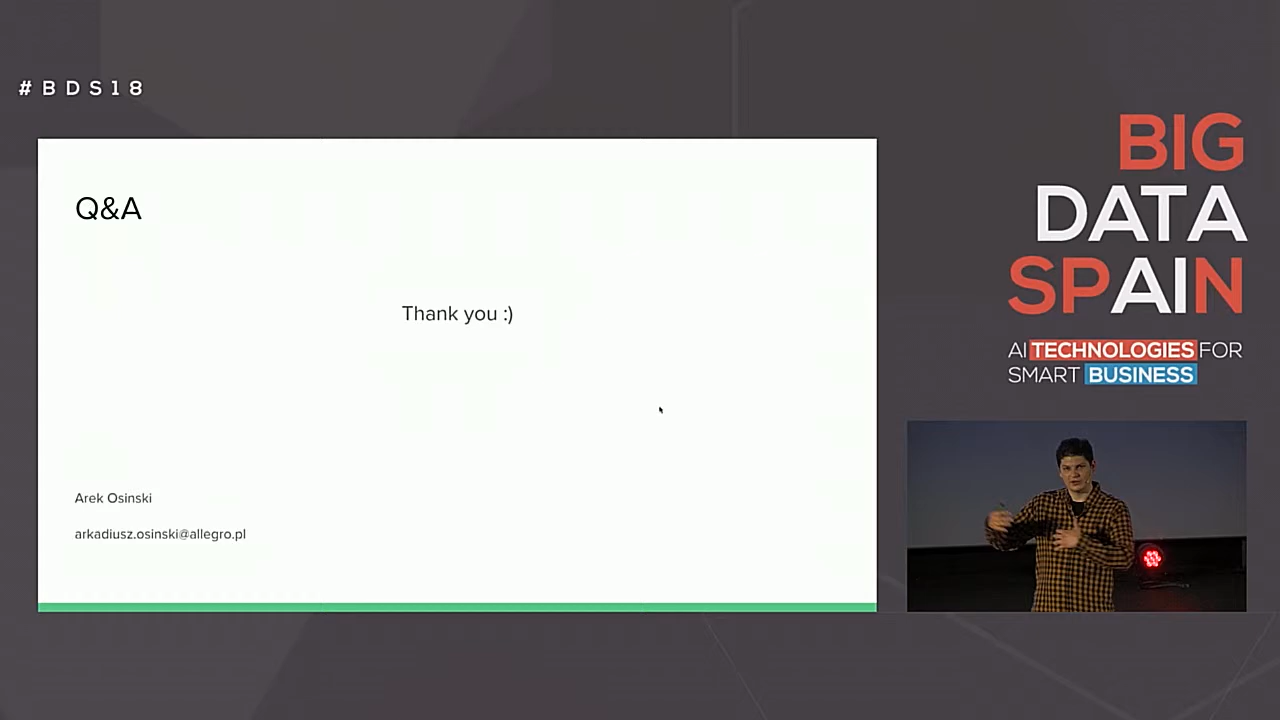 #BDS18
Q&A
Thank you :)
Arek Osinski
arkadiusz.osinski@allegro.pl
BIG
DATA
SPAIN
AI TECHNOLOGIES FOR
SMART BUSINESS